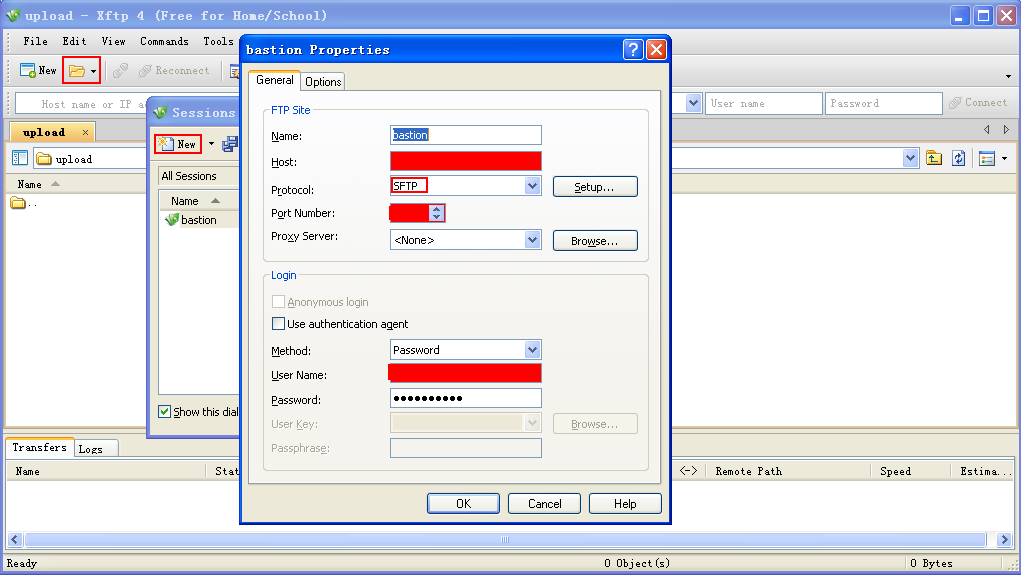 upload - Xftp 4 (Free for Home/School)
File Edit View Commands Tools
New Reconnect
Host name or IP a User name Password Connect
upload ×
upload
Name
..
Sessions
New
All Sessions
Name
bastion
Show this dial
bastion Properties
General Options
FTP Site
Name: bastion
Host:
Protocol: SFTP Setup...
Port Number:
Proxy Server: <None> Browse...
Login
Anonymous login
Use authentication agent
Method: Password
User Name:
Password: ●●●●●●●●●●
User Key: Browse...
Passphrase:
OK Cancel Help
Transfers Logs
Name Stat <-> Remote Path Speed Estima...
Ready 0 Object(s) 0 Bytes